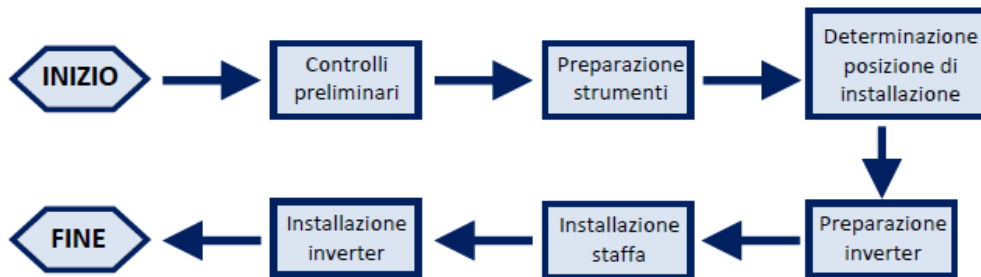 INIZIO
Controlli
preliminari
Preparazione
strumenti
Determinazione
posizione di
installazione
Preparazione
inverter
Installazione
staffa
Installazione
inverter
FINE